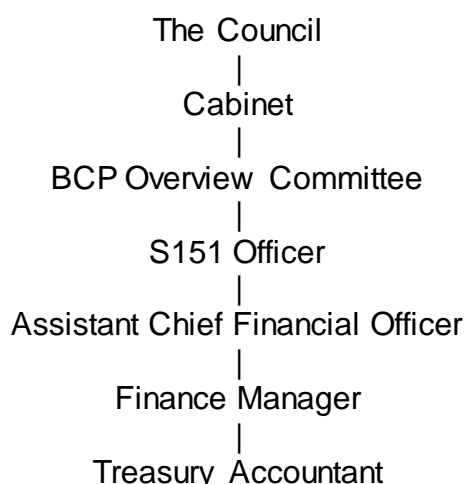 The Council
Cabinet
BCP Overview Committee
S151 Officer
Assistant Chief Financial Officer
Finance Manager
Treasury Accountant